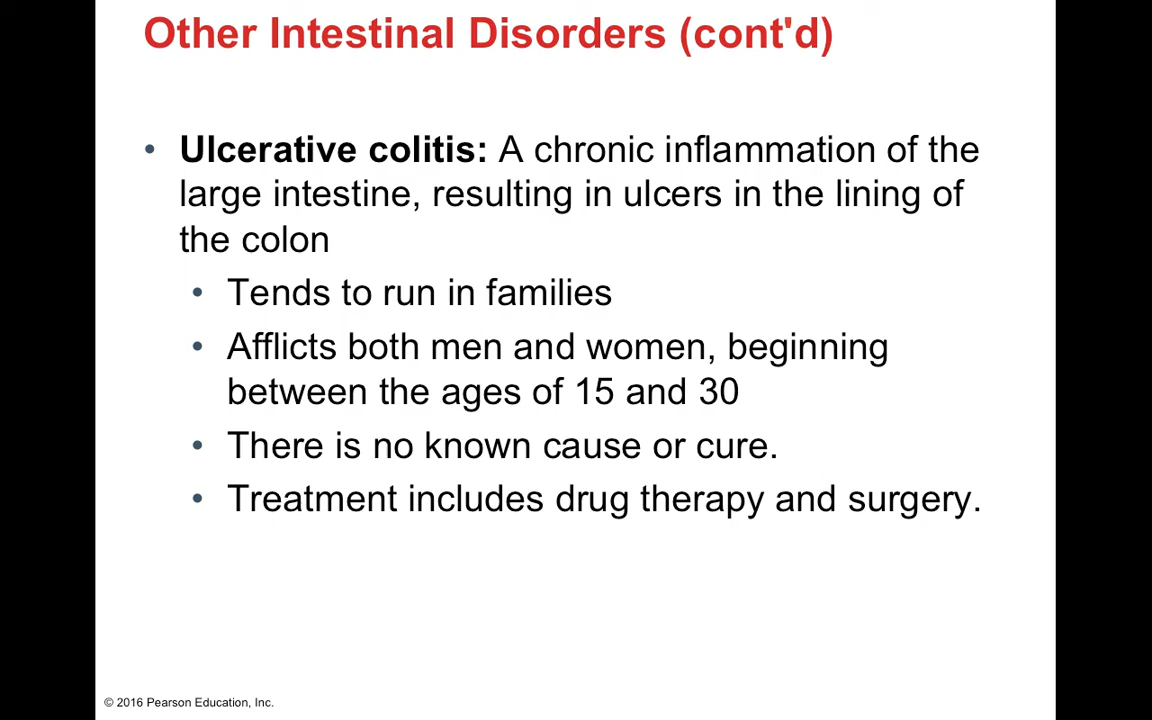 Other Intestinal Disorders (cont'd)
• Ulcerative colitis: A chronic inflammation of the
large intestine, resulting in ulcers in the lining of
the colon
• Tends to run in families
• Afflicts both men and women, beginning
between the ages of 15 and 30
• There is no known cause or cure.
• Treatment includes drug therapy and surgery.
© 2016 Pearson Education, Inc.